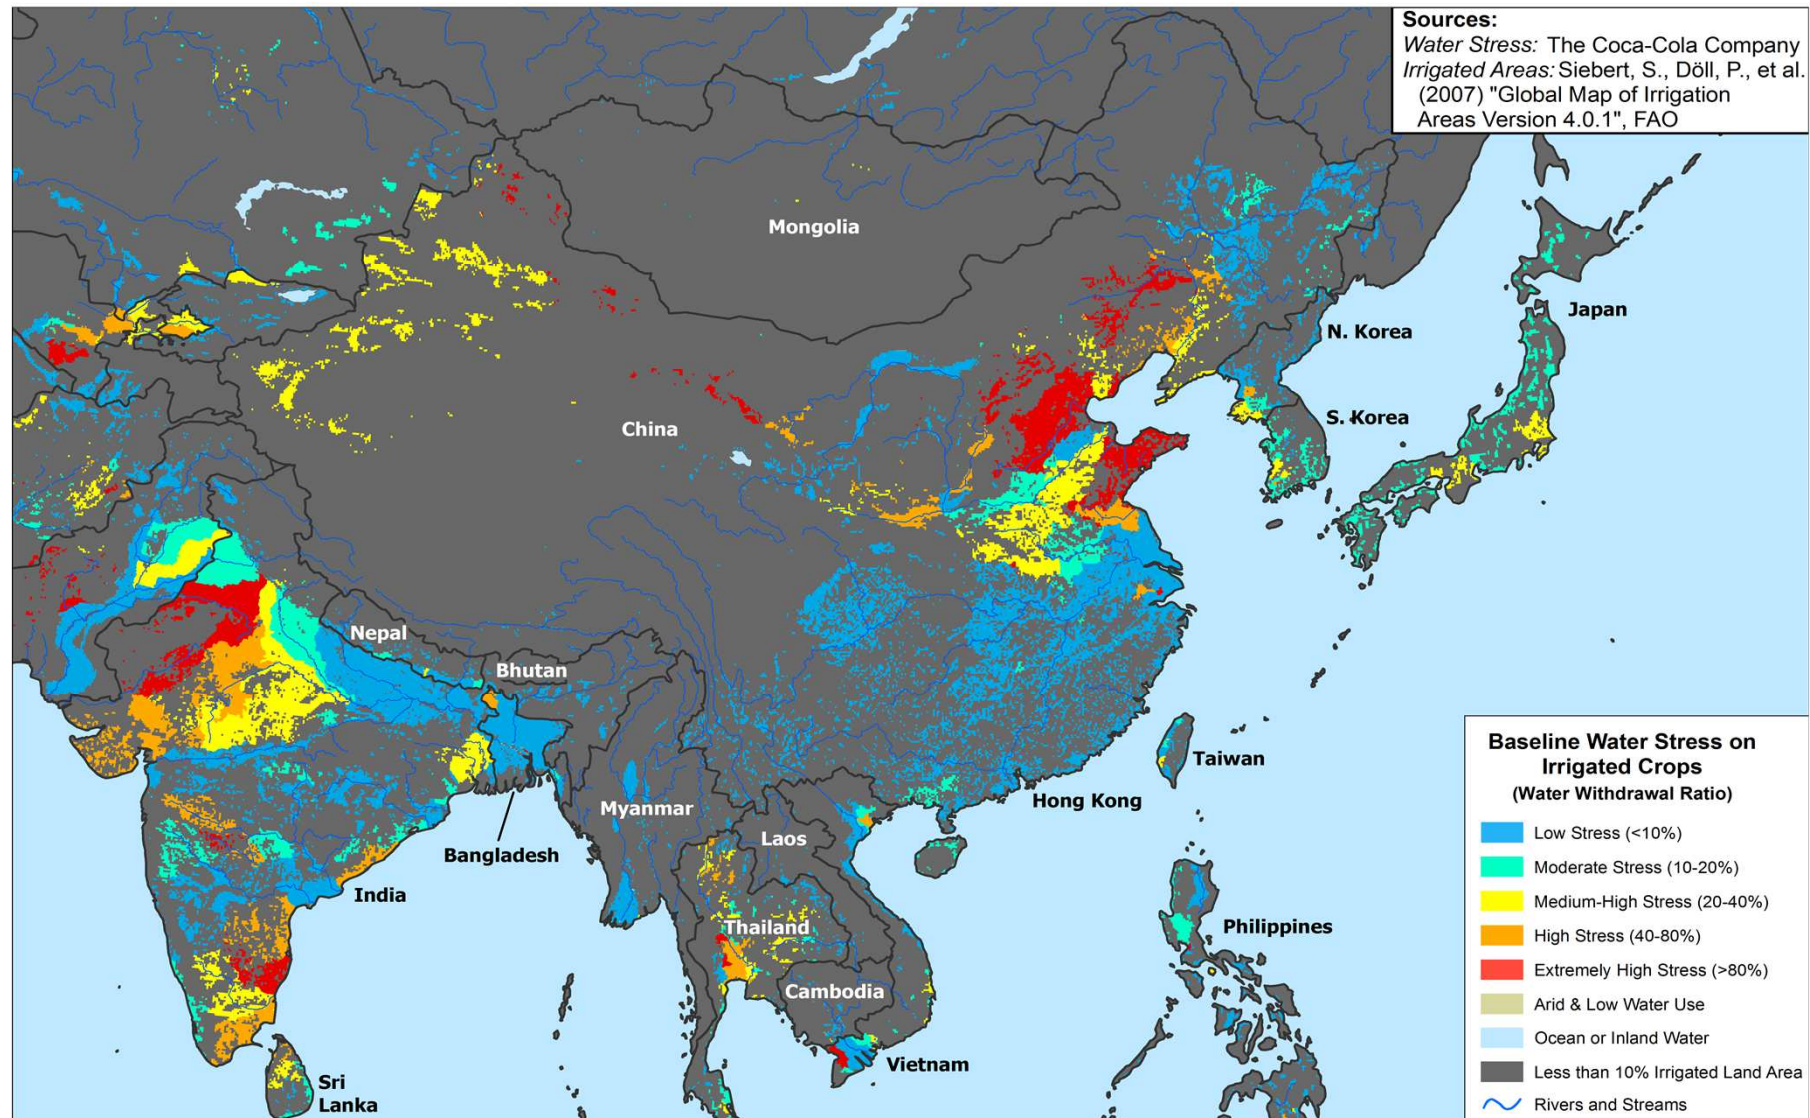 Sources:
Water Stress: The Coca-Cola Company
Irrigated Areas: Siebert, S., Döll, P., et al.
(2007) "Global Map of Irrigation
Areas Version 4.0.1", FAO
Mongolia
Japan
N. Korea
S. Korea
China
Nepal
Bhutan
Taiwan
Hong Kong
Myanmar
Laos
Bangladesh
India
Thailand
Philippines
Cambodia
Vietnam
Sri
Lanka
Baseline Water Stress on
Irrigated Crops
(Water Withdrawal Ratio)
Low Stress (<10%)
Moderate Stress (10-20%)
Medium-High Stress (20-40%)
High Stress (40-80%)
Extremely High Stress (>80%)
Arid & Low Water Use
Ocean or Inland Water
Less than 10% Irrigated Land Area
Rivers and Streams